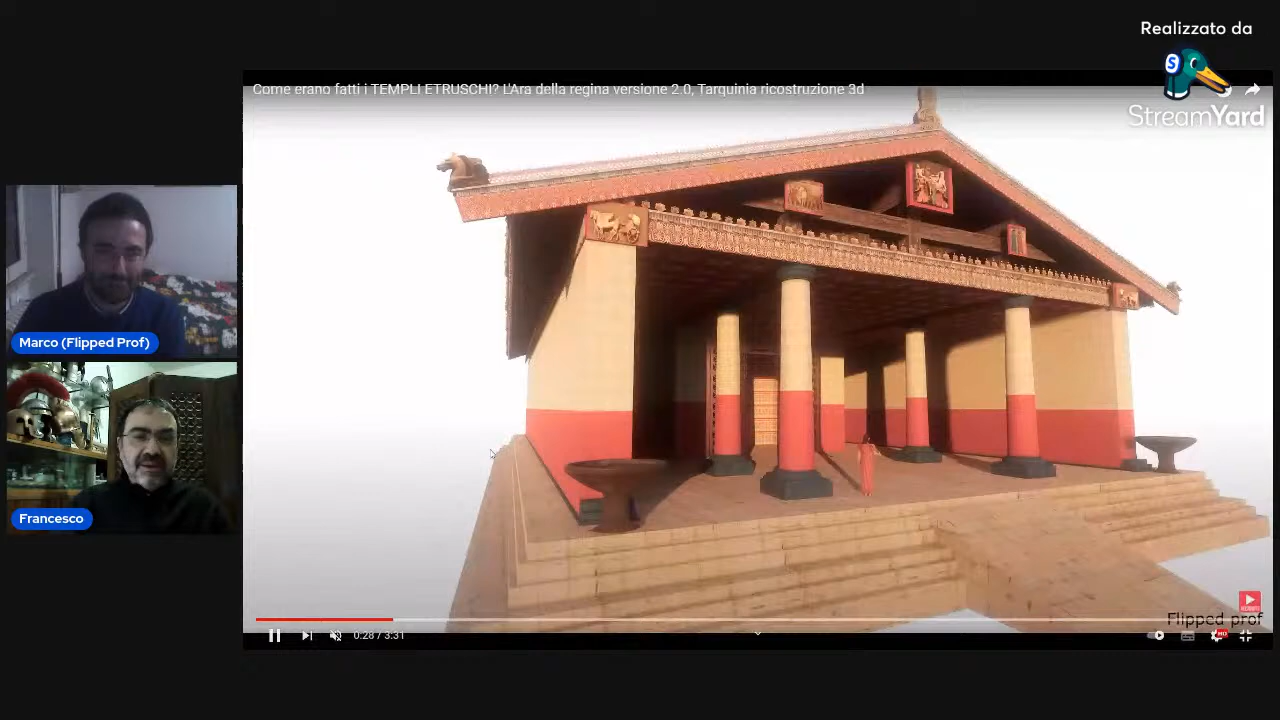 Realizzato da
StreamYard
Come erano fatti i TEMPLI ETRUSCHI? L'Ara della regina versione 2.0, Tarquinia ricostruzione 3d
Marco (Flipped Prof)
Francesco
Flipped prof
0:28 / 3:31
HD